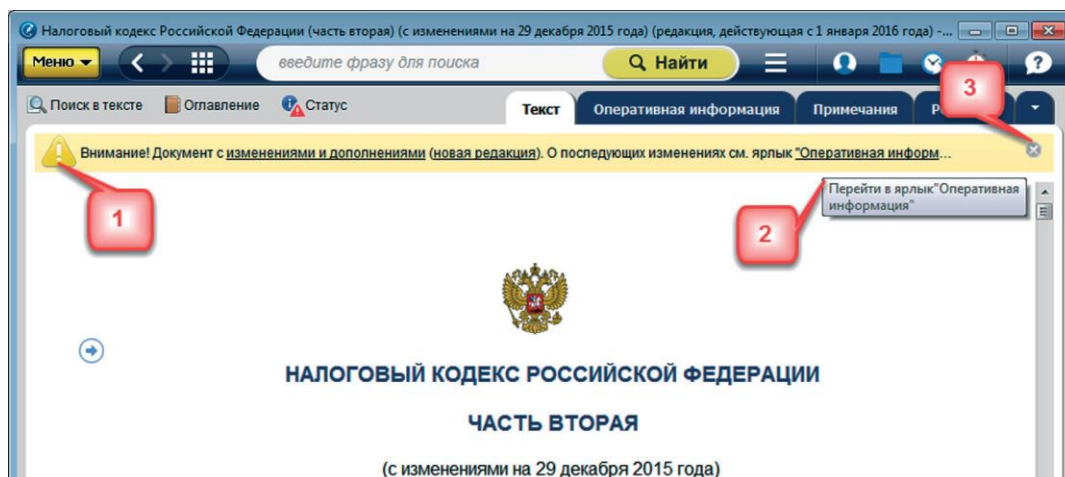 Налоговый кодекс Российской Федерации (часть вторая) (с изменениями на 29 декабря 2015 года) (редакция, действующая с 1 января 2016 года) -...
Меню
введите фразу для поиска
Найти
?
3
Поиск в тексте
Оглавление
Статус
Текст
Оперативная информация
Примечания
Внимание! Документ с изменениями и дополнениями (новая редакция). О последующих изменениях см. ярлык "Оперативная информ...
Перейти в ярлык"Оперативная
информация"
1
2
НАЛОГОВЫЙ КОДЕКС РОССИЙСКОЙ ФЕДЕРАЦИИ
ЧАСТЬ ВТОРАЯ
(с изменениями на 29 декабря 2015 года)